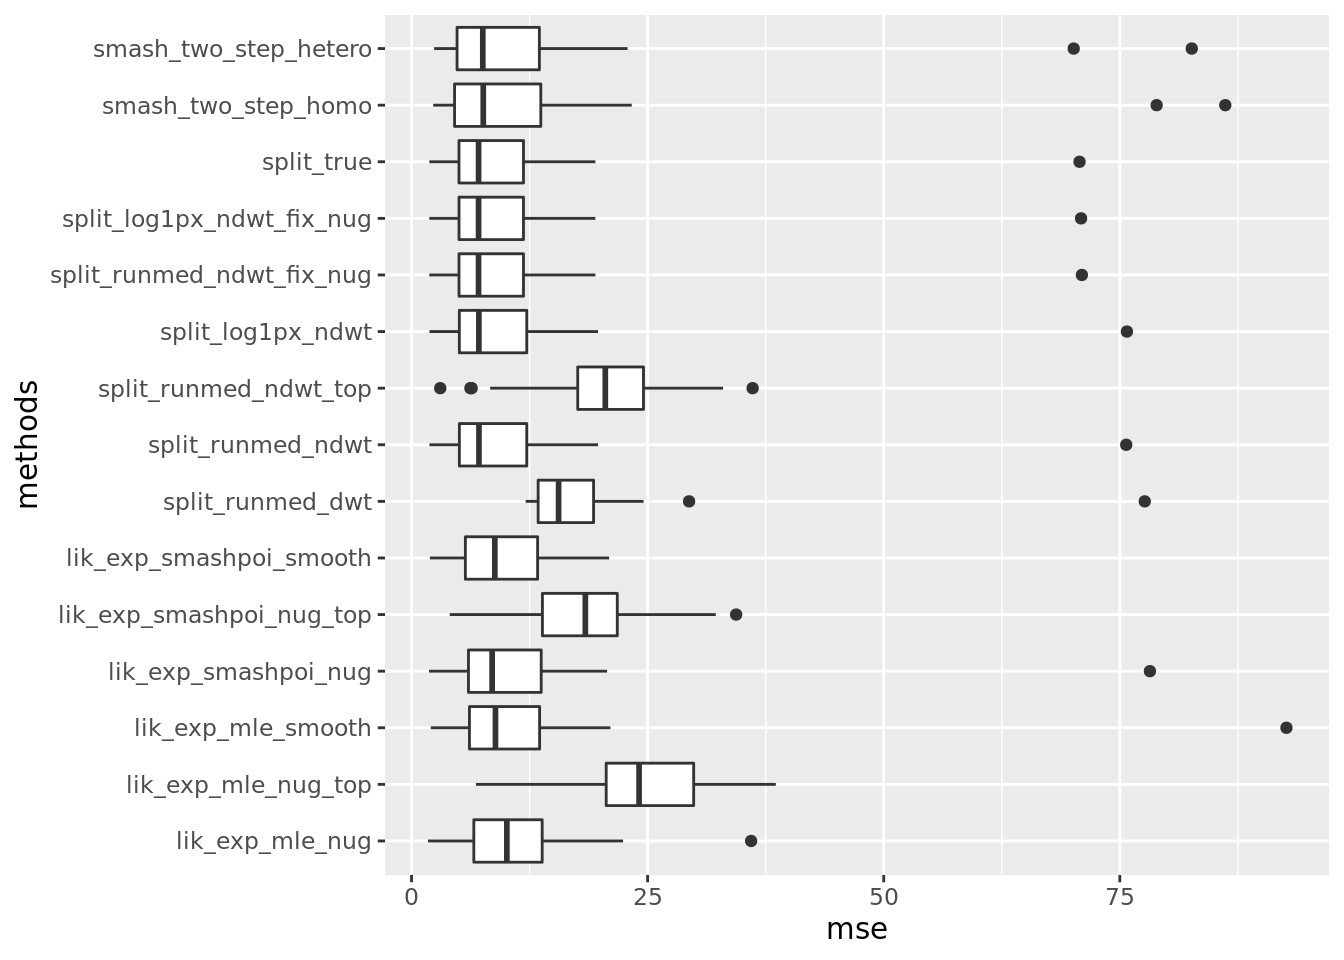 smash_two_step_hetero
smash_two_step_homo
split_true
split_log1px_ndwt_fix_nug
split_runmed_ndwt_fix_nug
split_log1px_ndwt
split_runmed_ndwt_top
split_runmed_ndwt
split_runmed_dwt
lik_exp_smashpoi_smooth
lik_exp_smashpoi_nug_top
lik_exp_smashpoi_nug
lik_exp_mle_smooth
lik_exp_mle_nug_top
lik_exp_mle_nug
methods
0 25 50 75
mse